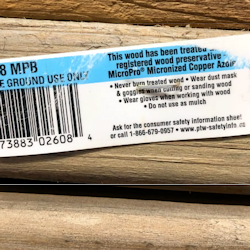 8 MPB
E GROUND USE ONLY
73883 02608 4
This wood has been treated
registered wood preservative
MicroPro® Micronized Copper Azole
• Never burn treated wood • Wear dust mask
& goggles when cutting or sanding wood
• Wear gloves when working with wood
• Do not use as mulch
Ask for the consumer safety information sheet
or call 1-866-679-0957 • www.ptw-safetyinfo.